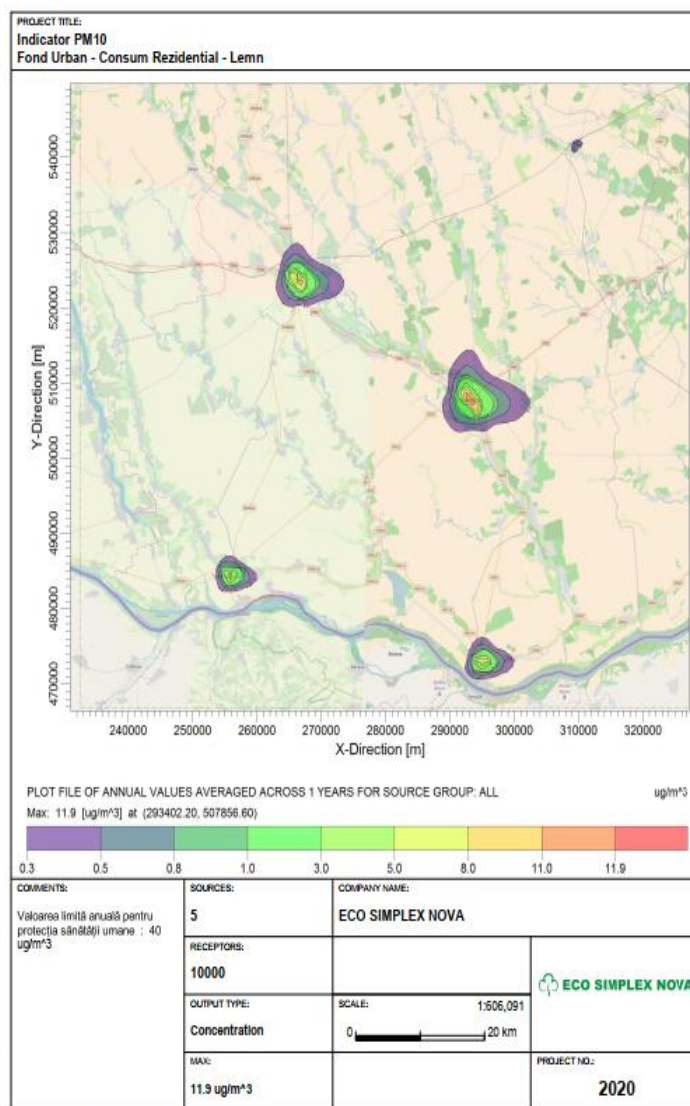 PROJECT TITLE:
Indicator PM10
Fond Urban - Consum Rezidential - Lemn
Y-Direction [m]
540000
530000
520000
510000
500000
490000
480000
470000
240000 250000 260000 270000 280000 290000 300000 310000 320000
X-Direction [m]
PLOT FILE OF ANNUAL VALUES AVERAGED ACROSS 1 YEARS FOR SOURCE GROUP: ALL ug/m^3
Max: 11.9 [ug/m^3] at (293402.20, 507856.60)
0.3 0.5 0.8 1.0 3.0 5.0 8.0 11.0 11.9
COMMENTS:
Valoarea limită anuală pentru
protecția sănătății umane : 40
ug/m^3
SOURCES:
5
COMPANY NAME:
ECO SIMPLEX NOVA
RECEPTORS:
10000
OUTPUT TYPE:
Concentration
SCALE: 1:606,091
0 20 km
ECO SIMPLEX NOVA
MAX:
11.9 ug/m^3
PROJECT NO.:
2020